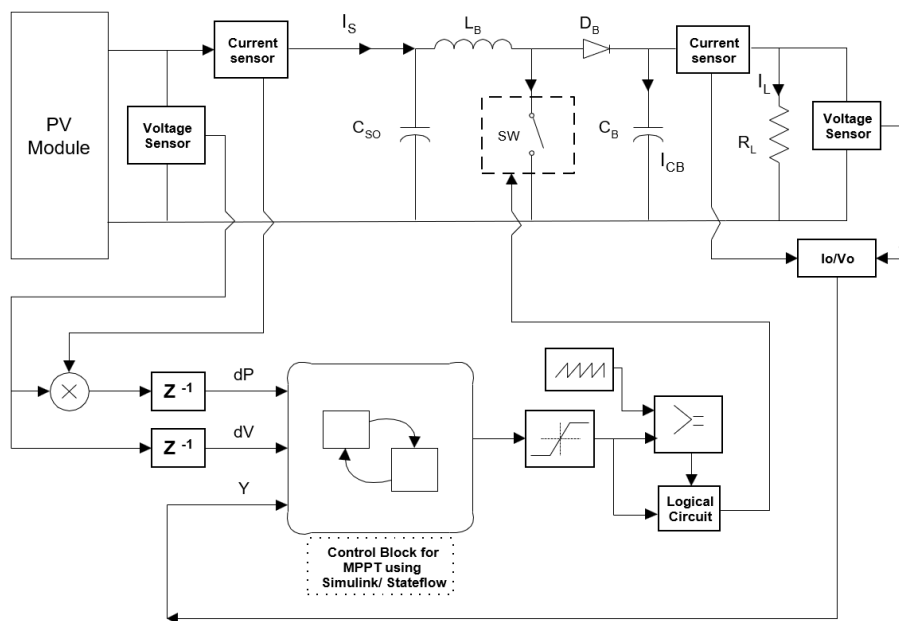 PV
Module
Current
sensor
I_S
L_B
D_B
Current
sensor
Voltage
Sensor
C_SO
SW
C_B
I_CB
I_L
R_L
Voltage
Sensor
Io/Vo
Z -1
dP
Z -1
dV
Y
>=
Logical
Circuit
Control Block for
MPPT using
Simulink/ Stateflow